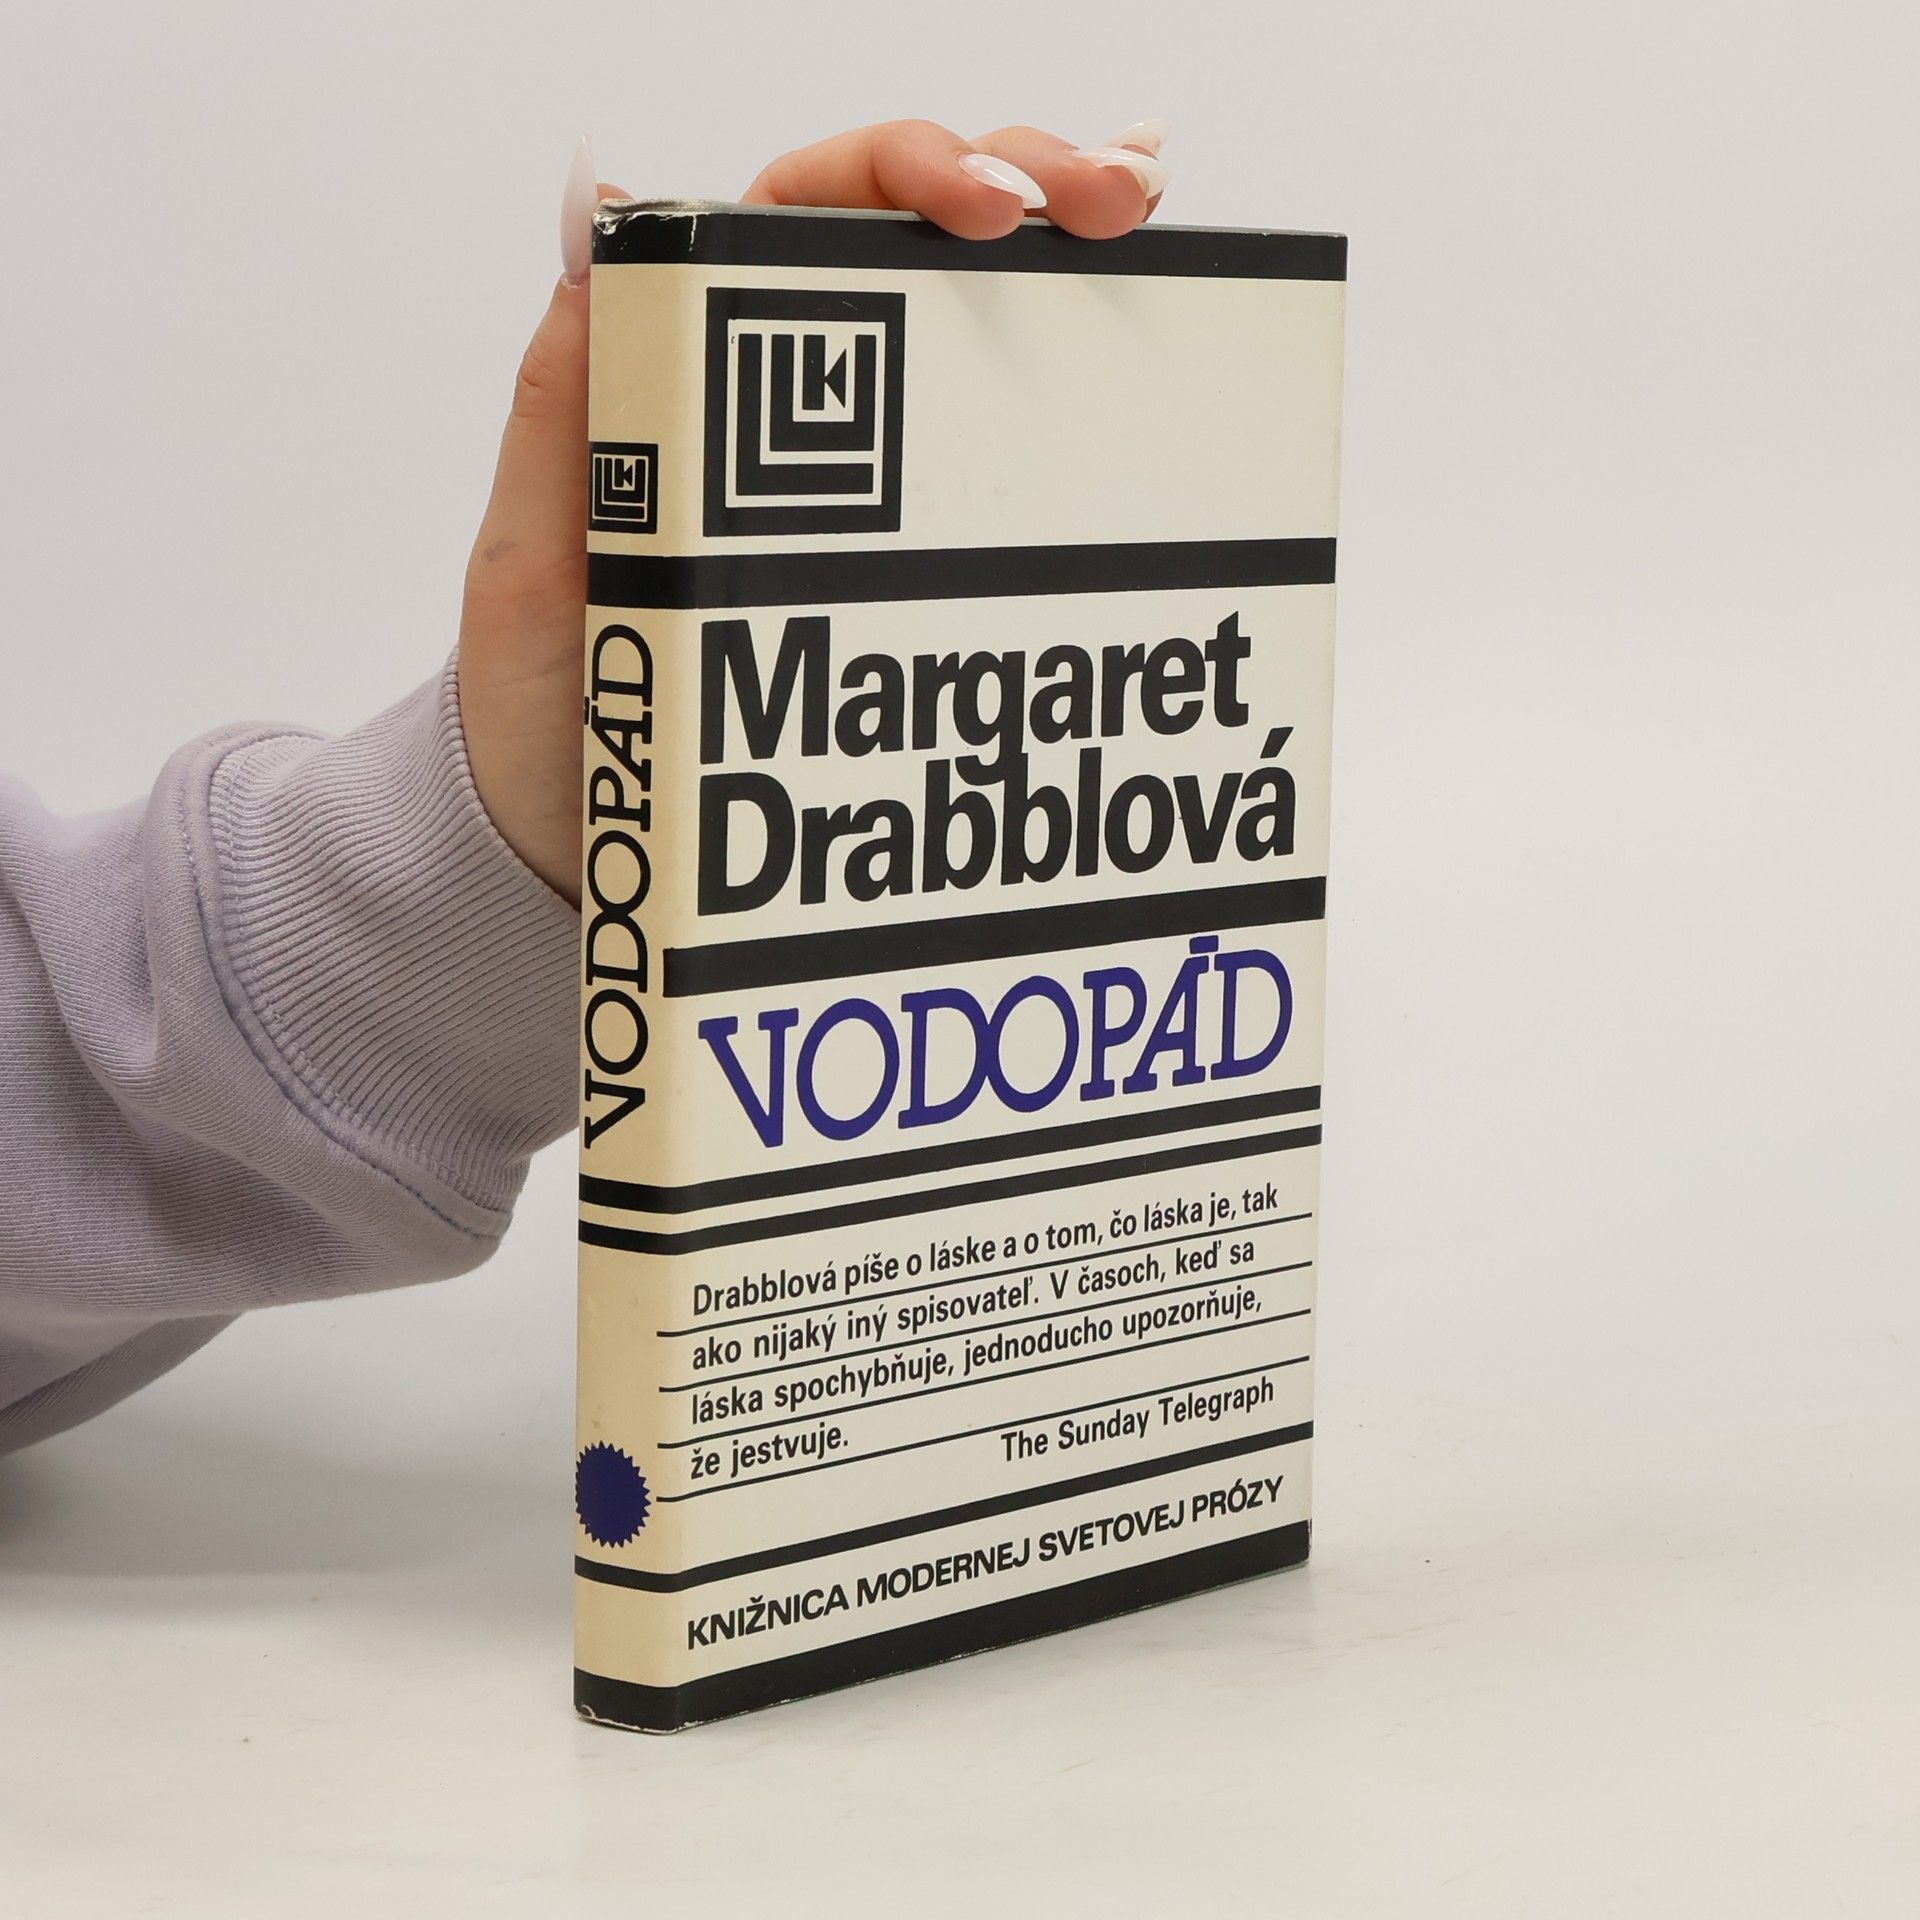 VODOPÁD
K
Margaret
Drabblová
VODOPÁD
Drabblová píše o láske a o tom, čo láska je, tak
ako nijaký iný spisovateľ. V časoch, keď sa
láska spochybňuje, jednoducho upozorňuje,
že jestvuje.
The Sunday Telegraph
KNIŽNICA MODERNEJ SVETOVEJ PRÓZY